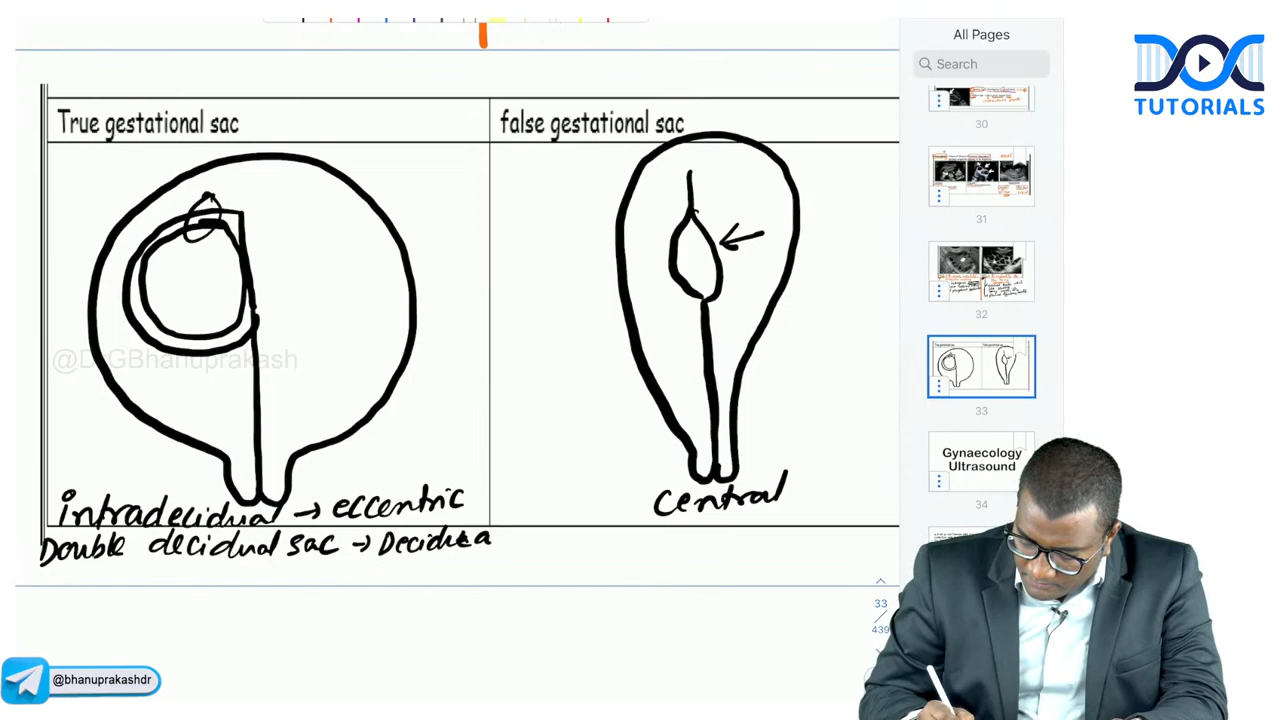 All Pages
Search
DOC
TUTORIALS
True gestational sac
false gestational sac
30
31
32
@DrGBhanuprakash
33
Gynaecology
Ultrasound
34
intradecidual → eccentric
central
Double decidual sac → Decidua
33
439
@bhanuprakashdr